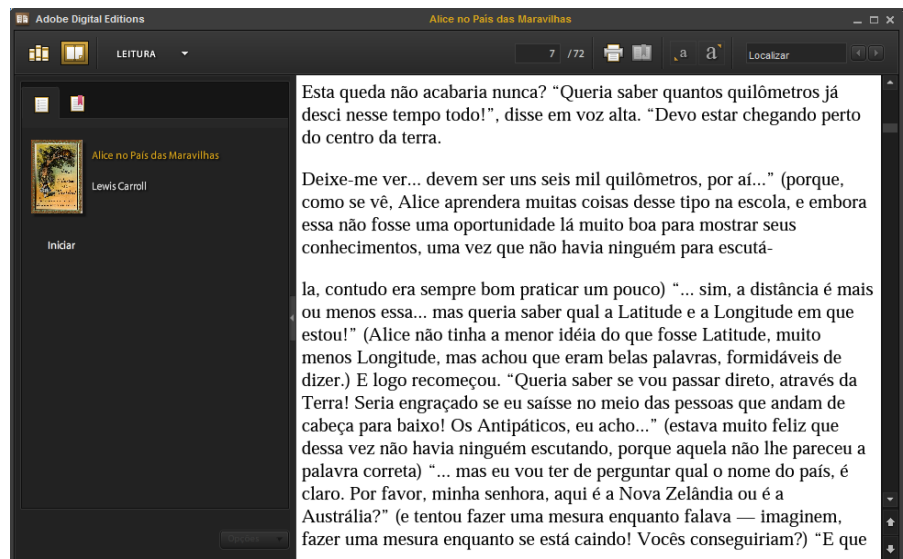 Adobe Digital Editions
Alice no País das Maravilhas
LEITURA
7 /72
a a
Localizar
Alice no País das Maravilhas
Lewis Carroll
Iniciar
Opções
Esta queda não acabaria nunca? “Queria saber quantos quilômetros já
desci nesse tempo todo!”, disse em voz alta. “Devo estar chegando perto
do centro da terra.
Deixe-me ver... devem ser uns seis mil quilômetros, por aí...” (porque,
como se vê, Alice aprendera muitas coisas desse tipo na escola, e embora
essa não fosse uma oportunidade lá muito boa para mostrar seus
conhecimentos, uma vez que não havia ninguém para escutá-
la, contudo era sempre bom praticar um pouco) “... sim, a distância é mais
ou menos essa... mas queria saber qual a Latitude e a Longitude em que
estou!” (Alice não tinha a menor idéia do que fosse Latitude, muito
menos Longitude, mas achou que eram belas palavras, formidáveis de
dizer.) E logo recomeçou. “Queria saber se vou passar direto, através da
Terra! Seria engraçado se eu saísse no meio das pessoas que andam de
cabeça para baixo! Os Antipáticos, eu acho...” (estava muito feliz que
dessa vez não havia ninguém escutando, porque aquela não lhe pareceu a
palavra correta) “... mas eu vou ter de perguntar qual o nome do país, é
claro. Por favor, minha senhora, aqui é a Nova Zelândia ou é a
Austrália?” (e tentou fazer uma mesura enquanto falava — imaginem,
fazer uma mesura enquanto se está caindo! Vocês conseguiriam?) “E que